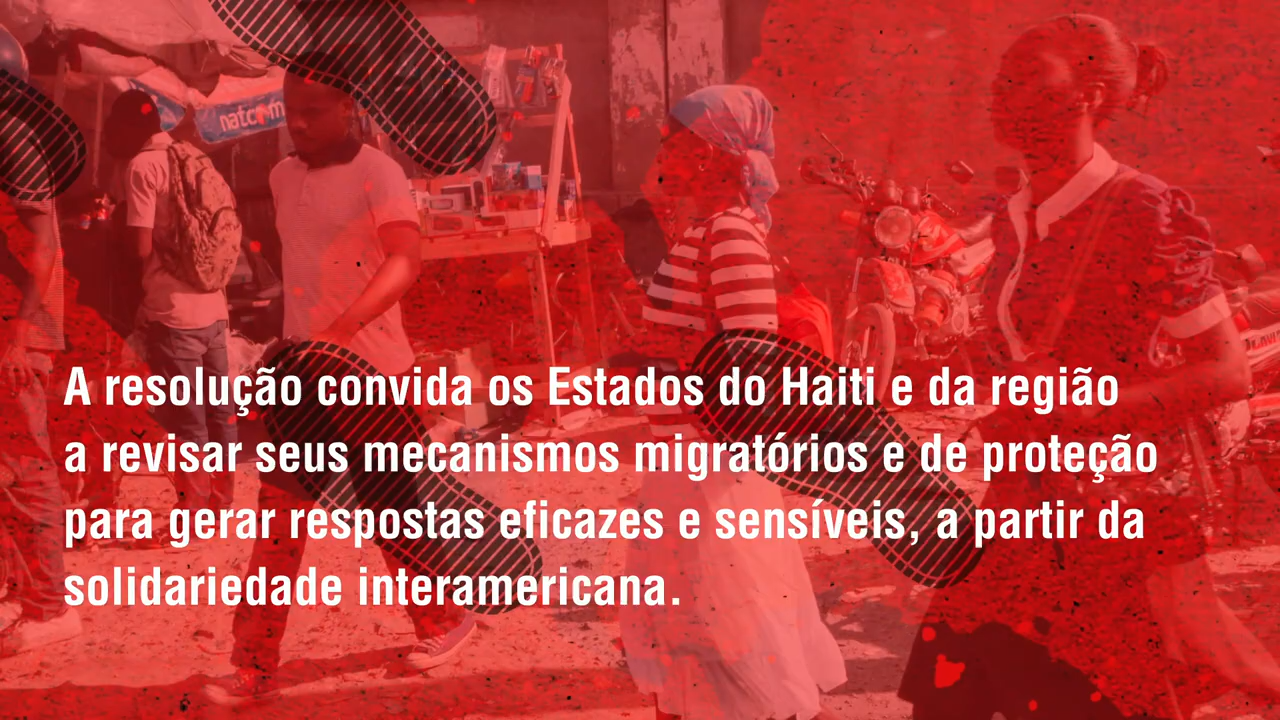 natcom
A resolução convida os Estados do Haiti e da região
a revisar seus mecanismos migratórios e de proteção
para gerar respostas eficazes e sensíveis, a partir da
solidariedade interamericana.